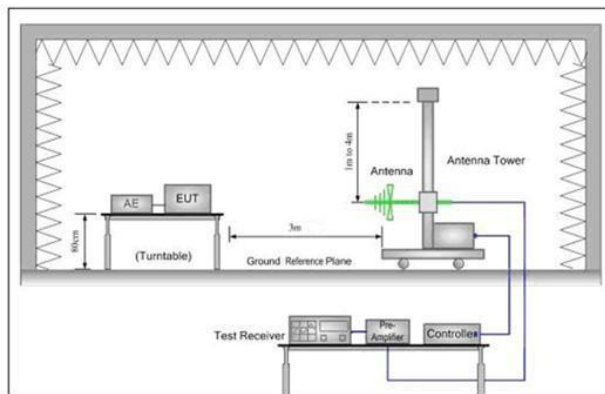 1m to 4m
Antenna
Antenna Tower
AE
EUT
80cm
(Turntable)
3m
Ground Reference Plane
Test Receiver
Pre-
Amplifier
Controller